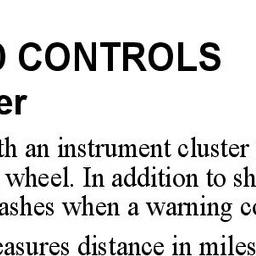 CONTROLS
er
th an instrument cluster
wheel. In addition to sh
ashes when a warning co
easures distance in miles